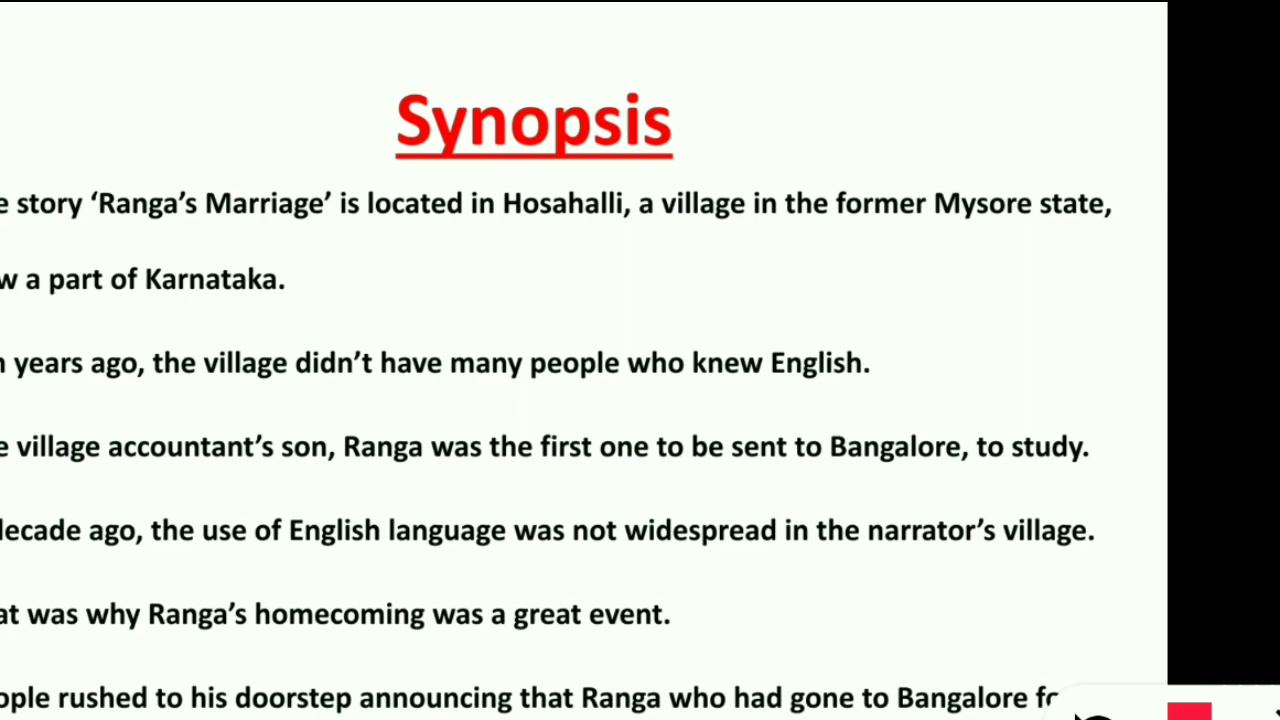 Synopsis
e story ‘Ranga’s Marriage’ is located in Hosahalli, a village in the former Mysore state,
w a part of Karnataka.
n years ago, the village didn’t have many people who knew English.
e village accountant’s son, Ranga was the first one to be sent to Bangalore, to study.
decade ago, the use of English language was not widespread in the narrator’s village.
at was why Ranga’s homecoming was a great event.
ople rushed to his doorstep announcing that Ranga who had gone to Bangalore fo